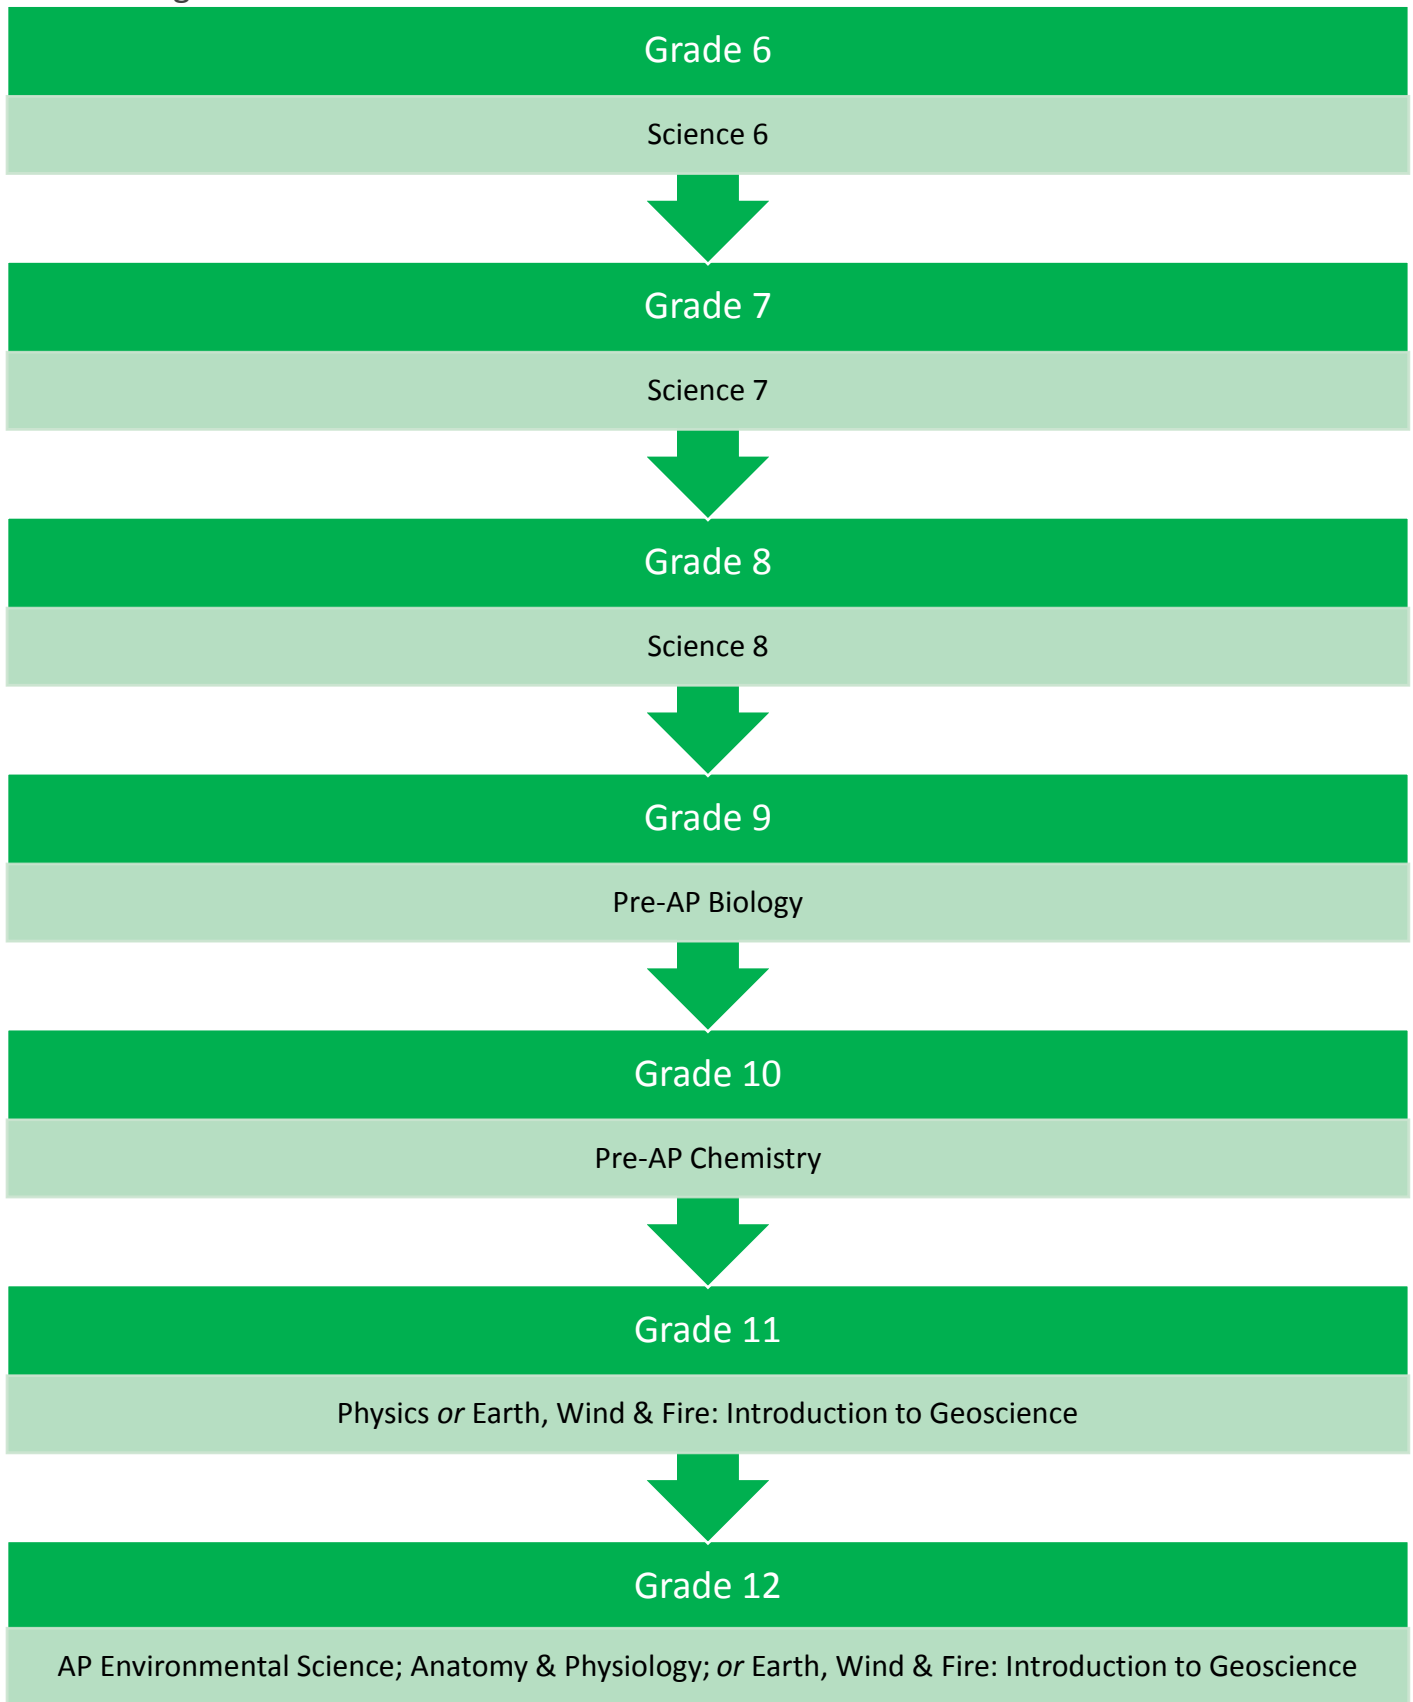 Grade 6
Science 6
Grade 7
Science 7
Grade 8
Science 8
Grade 9
Pre-AP Biology
Grade 10
Pre-AP Chemistry
Grade 11
Physics or Earth, Wind & Fire: Introduction to Geoscience
Grade 12
AP Environmental Science; Anatomy & Physiology; or Earth, Wind & Fire: Introduction to Geoscience